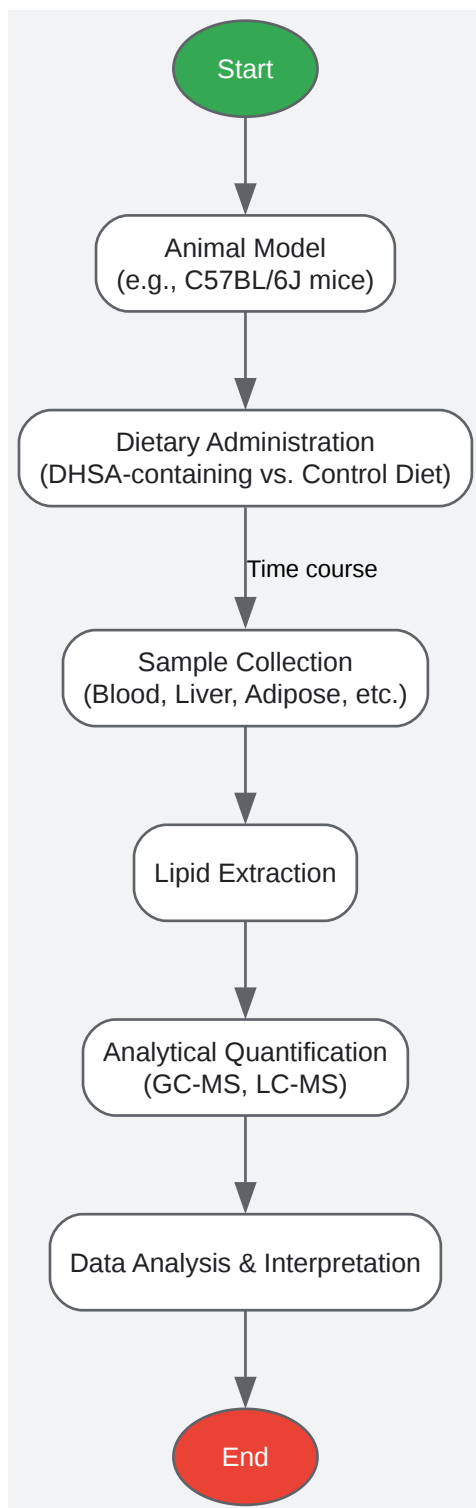 Start
Animal Model
(e.g., C57BL/6J mice)
Dietary Administration
(DHSA-containing vs. Control Diet)
Time course
Sample Collection
(Blood, Liver, Adipose, etc.)
Lipid Extraction
Analytical Quantification
(GC-MS, LC-MS)
Data Analysis & Interpretation
End